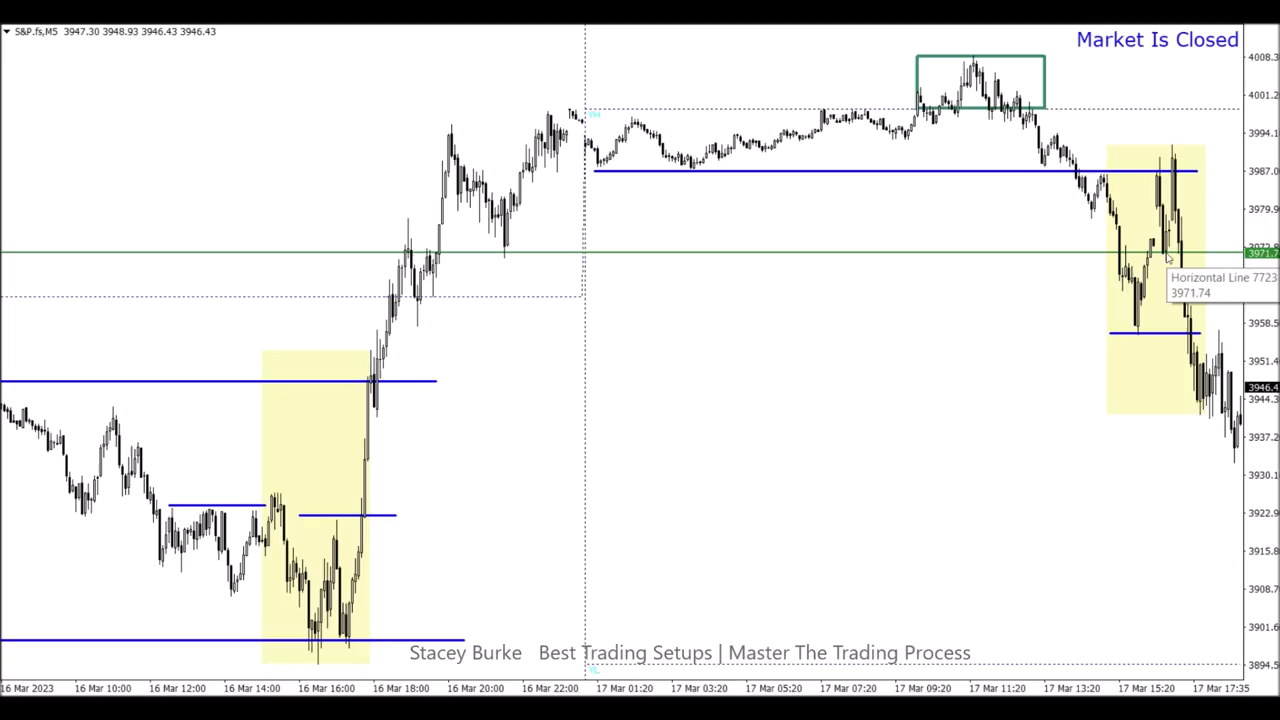 S&P.fs,M5 3947.30 3948.93 3946.43 3946.43
Market Is Closed
4008.3
4001.2
YH
3994.1
3987.0
3979.9
3971.7
Horizontal Line 7723
3971.74
3958.5
3951.4
3946.4
3944.3
3937.2
3930.1
3922.9
3915.8
3908.7
3901.6
3894.5
Stacey Burke Best Trading Setups | Master The Trading Process
YL
16 Mar 2023 16 Mar 10:00 16 Mar 12:00 16 Mar 14:00 16 Mar 16:00 16 Mar 18:00 16 Mar 20:00 16 Mar 22:00 17 Mar 01:20 17 Mar 03:20 17 Mar 05:20 17 Mar 07:20 17 Mar 09:20 17 Mar 11:20 17 Mar 13:20 17 Mar 15:20 17 Mar 17:35